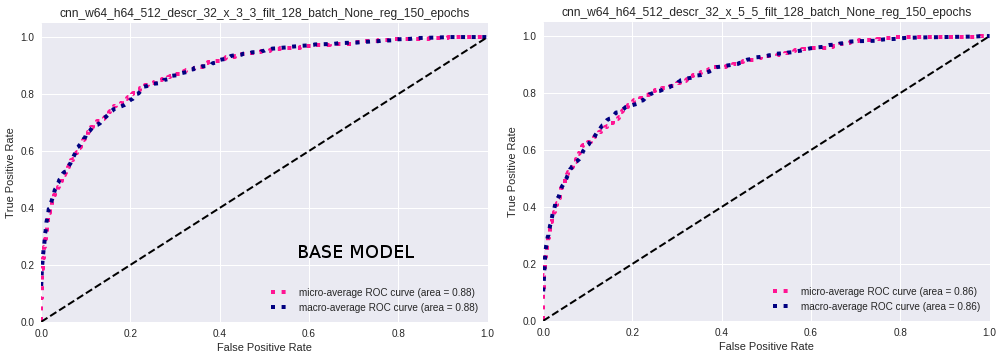 cnn_w64_h64_512_descr_32_x_3_3_filt_128_batch_None_reg_150_epochs
1.0
0.8
0.6
0.4
0.2
0.0
True Positive Rate
BASE MODEL
micro-average ROC curve (area = 0.88)
macro-average ROC curve (area = 0.88)
0.0 0.2 0.4 0.6 0.8 1.0
False Positive Rate
cnn_w64_h64_512_descr_32_x_5_5_filt_128_batch_None_reg_150_epochs
1.0
0.8
0.6
0.4
0.2
0.0
True Positive Rate
micro-average ROC curve (area = 0.86)
macro-average ROC curve (area = 0.86)
0.0 0.2 0.4 0.6 0.8 1.0
False Positive Rate